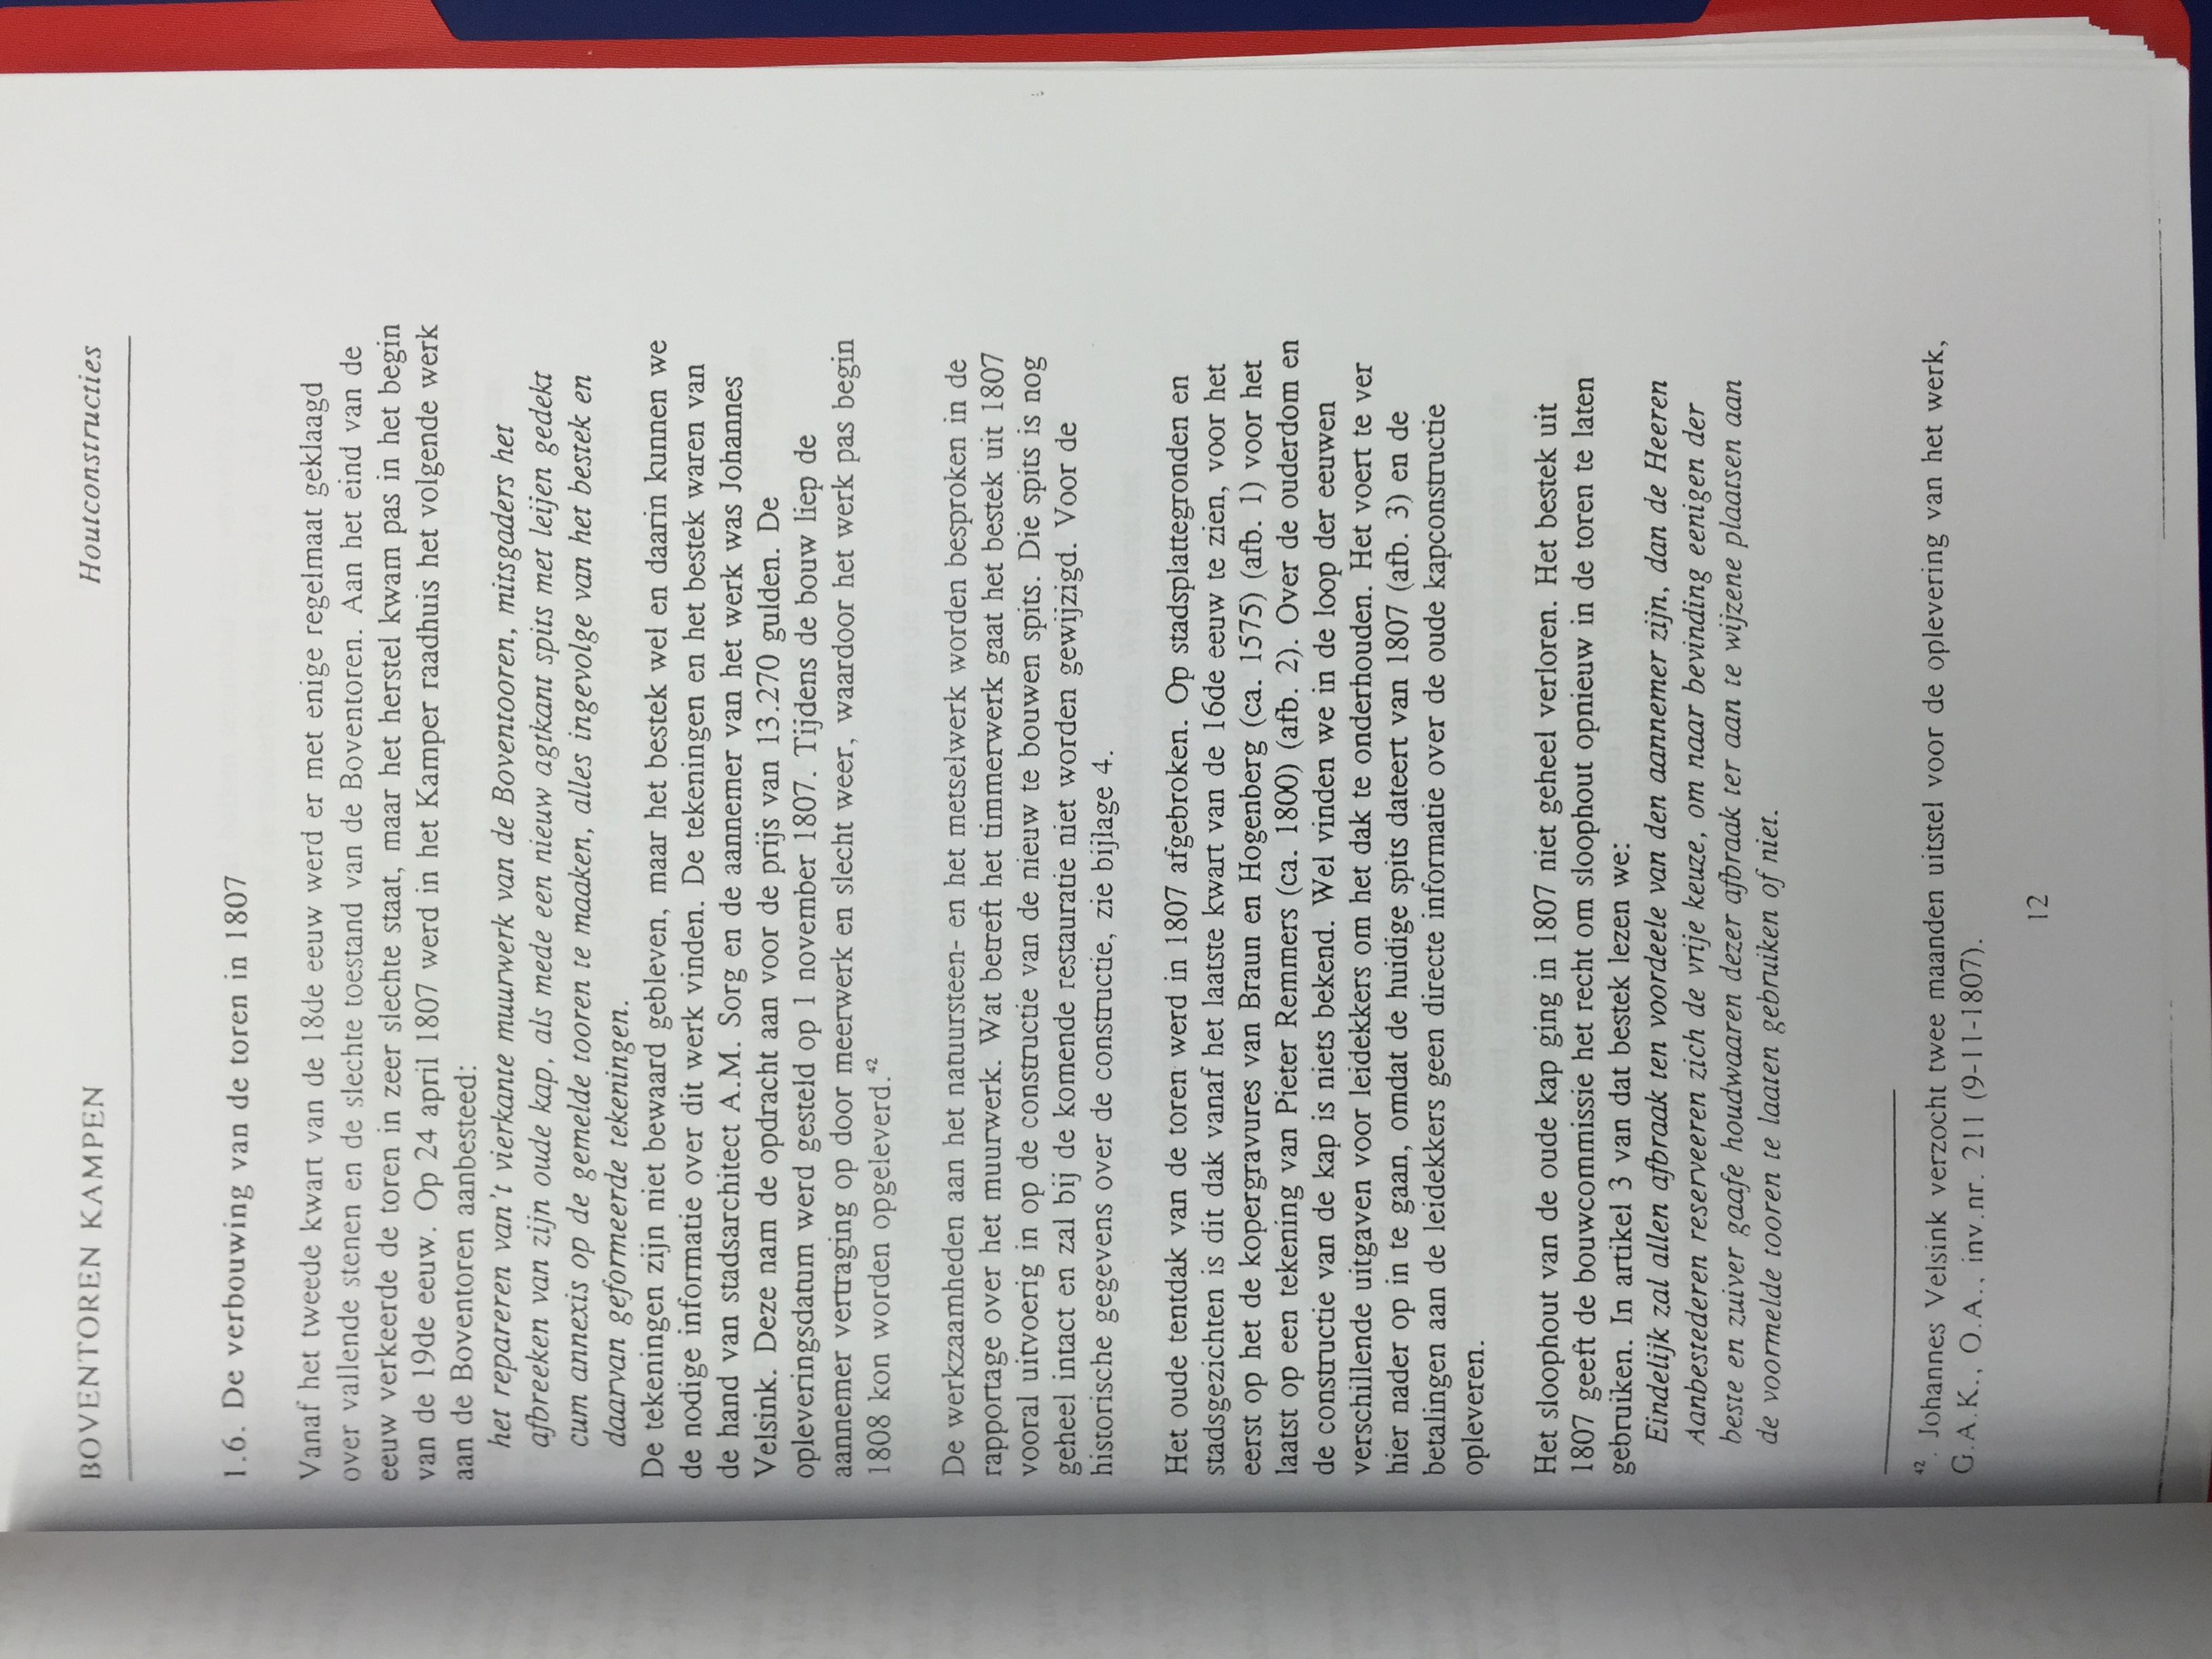 BOVENTOREN KAMPEN Houtconstructies
1.6. De verbouwing van de toren in 1807
Vanaf het tweede kwart van de 18de eeuw werd er met enige regelmaat geklaagd
over vallende stenen en de slechte toestand van de Boventoren. Aan het eind van de
eeuw verkeerde de toren in zeer slechte staat, maar het herstel kwam pas in het begin
van de 19de eeuw. Op 24 april 1807 werd in het Kamper raadhuis het volgende werk
aan de Boventoren aanbesteed:
het repareren van't vierkante muurwerk van de Boventooren, mitsgaders het
afbreeken van zijn oude kap, als mede een nieuw agtkant spits met leijen gedekt
cum annexis op de gemelde tooren te maaken, alles ingevolge van het bestek en
daarvan geformeerde tekeningen.
De tekeningen zijn niet bewaard gebleven, maar het bestek wel en daarin kunnen we
de nodige informatie over dit werk vinden. De tekeningen en het bestek waren van
de hand van stadsarchitect A.M. Sorg en de aannemer van het werk was Johannes
Velsink. Deze nam de opdracht aan voor de prijs van 13.270 gulden. De
opleveringsdatum werd gesteld op 1 november 1807. Tijdens de bouw liep de
aannemer vertraging op door meerwerk en slecht weer, waardoor het werk pas begin
1808 kon worden opgeleverd.⁴²
De werkzaamheden aan het natuursteen- en het metselwerk worden besproken in de
rapportage over het muurwerk. Wat betreft het timmerwerk gaat het bestek uit 1807
vooral uitvoerig in op de constructie van de nieuw te bouwen spits. Die spits is nog
geheel intact en zal bij de komende restauratie niet worden gewijzigd. Voor de
historische gegevens over de constructie, zie bijlage 4.
Het oude tentdak van de toren werd in 1807 afgebroken. Op stadsplattegronden en
stadsgezichten is dit dak vanaf het laatste kwart van de 16de eeuw te zien, voor het
eerst op het de kopergravures van Braun en Hogenberg (ca. 1575) (afb. 1) voor het
laatst op een tekening van Pieter Remmers (ca. 1800) (afb. 2). Over de ouderdom en
de constructie van de kap is niets bekend. Wel vinden we in de loop der eeuwen
verschillende uitgaven voor leidekkers om het dak te onderhouden. Het voert te ver
hier nader op in te gaan, omdat de huidige spits dateert van 1807 (afb. 3) en de
betalingen aan de leidekkers geen directe informatie over de oude kapconstructie
opleveren.
Het sloophout van de oude kap ging in 1807 niet geheel verloren. Het bestek uit
1807 geeft de bouwcommissie het recht om sloophout opnieuw in de toren te laten
gebruiken. In artikel 3 van dat bestek lezen we:
Eindelijk zal allen afbraak ten voordeele van den aannemer zijn, dan de Heeren
Aanbestederen reserveeren zich de vrije keuze, om naar bevinding eenigen der
beste en zuiver gaafe houdwaaren dezer afbraak ter aan te wijzene plaatsen aan
de voormelde tooren te laaten gebruiken of niet.
⁴². Johannes Velsink verzocht twee maanden uitstel voor de oplevering van het werk,
G.A.K., O.A., inv.nr. 211 (9-11-1807).
12